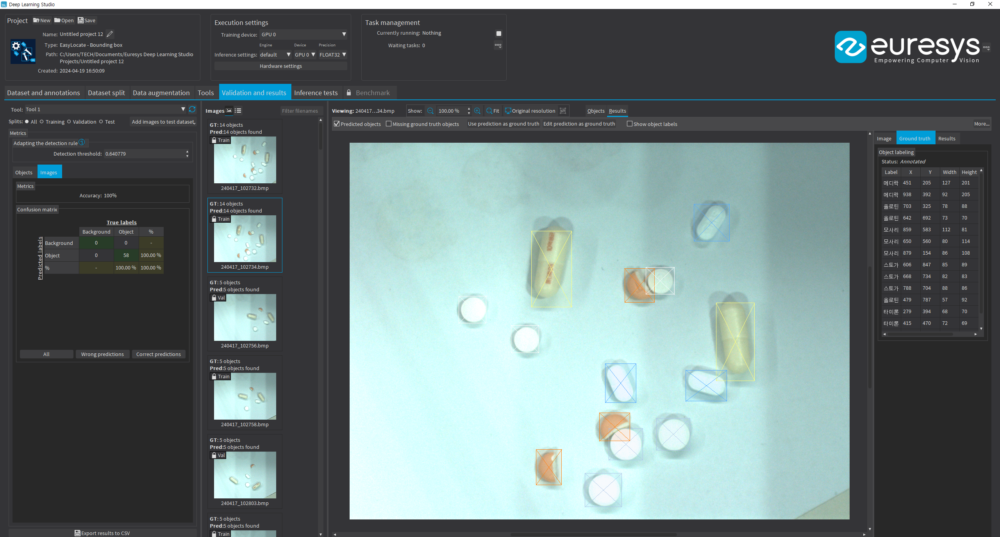 Deep Learning Studio
Project New Open Save
Name: Untitled project 12
Type: EasyLocate - Bounding box
Path: C:/Users/TECH/Documents/Euresys Deep Learning Studio
Projects/Untitled project 12
Created: 2024-04-19 16:50:09
Execution settings
Training device: GPU 0
Engine Device Precision
Inference settings: default GPU 0 FLOAT32
Hardware settings
Task management
Currently running: Nothing
Waiting tasks: 0
euresys
Empowering Computer Vision
Dataset and annotations Dataset split Data augmentation Tools Validation and results Inference tests Benchmark
Tool: Tool 1
Splits: All Training Validation Test Add images to test dataset
Metrics
Adapting the detection rule
Detection threshold: 0.640779
Objects Images
Metrics
Accuracy: 100%
Confusion matrix
True labels
Background Object %
Predicted labels
Background 0 0 -
Object 0 58 100.00 %
% - 100.00 % 100.00 %
All Wrong predictions Correct predictions
Export results to CSV
Images Filter filenames
GT: 14 objects
Pred:14 objects found
Train
240417_102732.bmp
GT: 14 objects
Pred:14 objects found
Train
240417_102734.bmp
GT: 5 objects
Pred:5 objects found
Val
240417_102756.bmp
GT: 5 objects
Pred:5 objects found
Train
240417_102758.bmp
GT: 5 objects
Pred:5 objects found
Val
240417_102803.bmp
GT: 5 objects
Pred:5 objects found
Train
Viewing: 240417...34.bmp Show: 100.00 % Fit Original resolution Objects Results
Predicted objects Missing ground truth objects Use prediction as ground truth Edit prediction as ground truth Show object labels More...
Image Ground truth Results
Object labeling
Status: Annotated
Label X Y Width Height
메디락 451 205 127 201
메디락 938 392 92 205
올로틴 703 325 78 88
올로틴 642 692 73 70
모사리 859 583 112 81
모사리 650 560 80 114
모사리 879 154 86 108
스토가 606 847 85 89
스토가 668 734 82 83
스토가 788 704 88 86
올로틴 479 787 57 92
타미론 279 394 68 70
타미론 415 470 72 69